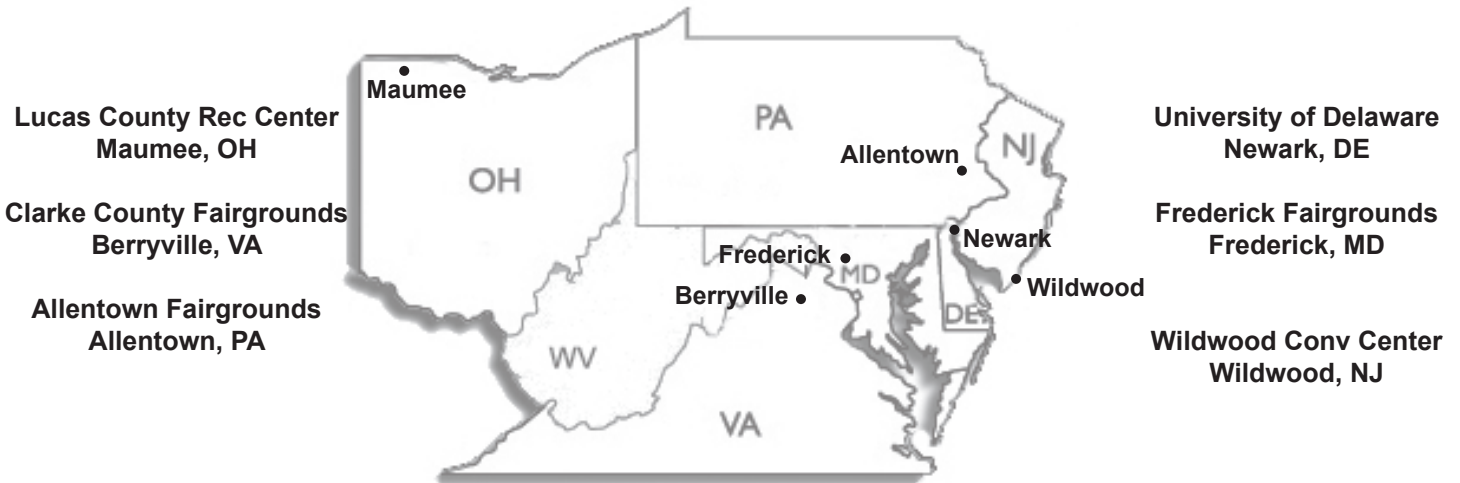 Lucas County Rec Center
Maumee, OH
Clarke County Fairgrounds
Berryville, VA
Allentown Fairgrounds
Allentown, PA
Maumee
PA
Allentown
NJ
OH
Newark
Frederick
MD
Berryville
Wildwood
DE
WV
VA
University of Delaware
Newark, DE
Frederick Fairgrounds
Frederick, MD
Wildwood Conv Center
Wildwood, NJ